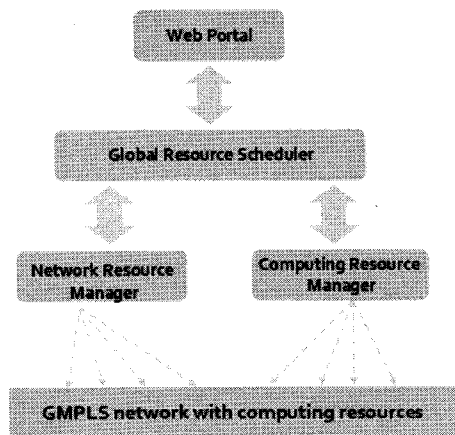 Web Portal
Global Resource Scheduler
Network Resource
Manager
Computing Resource
Manager
GMPLS network with computing resources